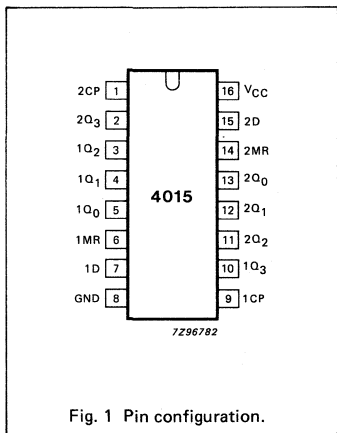 2CP 1 16 VCC
2Q3 2 15 2D
1Q2 3 14 2MR
1Q1 4 13 2Q0
4015
1Q0 5 12 2Q1
1MR 6 11 2Q2
1D 7 10 1Q3
GND 8 9 1CP
7Z96782
Fig. 1 Pin configuration.